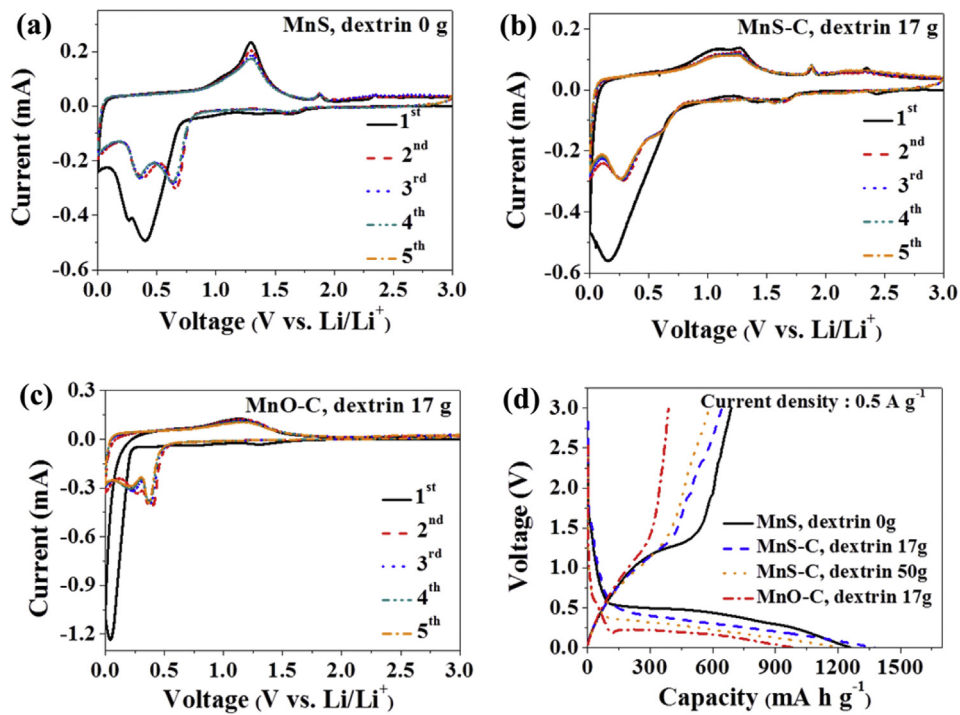 (a)
MnS, dextrin 0 g
0.2
0.0
-0.2
-0.4
-0.6
Current (mA)
1st
2nd
3rd
4th
5th
0.0 0.5 1.0 1.5 2.0 2.5 3.0
Voltage (V vs. Li/Li+)
(b)
MnS-C, dextrin 17 g
0.2
0.0
-0.2
-0.4
-0.6
Current (mA)
1st
2nd
3rd
4th
5th
0.0 0.5 1.0 1.5 2.0 2.5 3.0
Voltage (V vs. Li/Li+)
(c)
MnO-C, dextrin 17 g
0.3
0.0
-0.3
-0.6
-0.9
-1.2
Current (mA)
1st
2nd
3rd
4th
5th
0.0 0.5 1.0 1.5 2.0 2.5 3.0
Voltage (V vs. Li/Li+)
(d)
Current density : 0.5 A g-1
3.0
2.5
2.0
1.5
1.0
0.5
0.0
Voltage (V)
MnS, dextrin 0g
MnS-C, dextrin 17g
MnS-C, dextrin 50g
MnO-C, dextrin 17g
0 300 600 900 1200 1500
Capacity (mA h g-1)